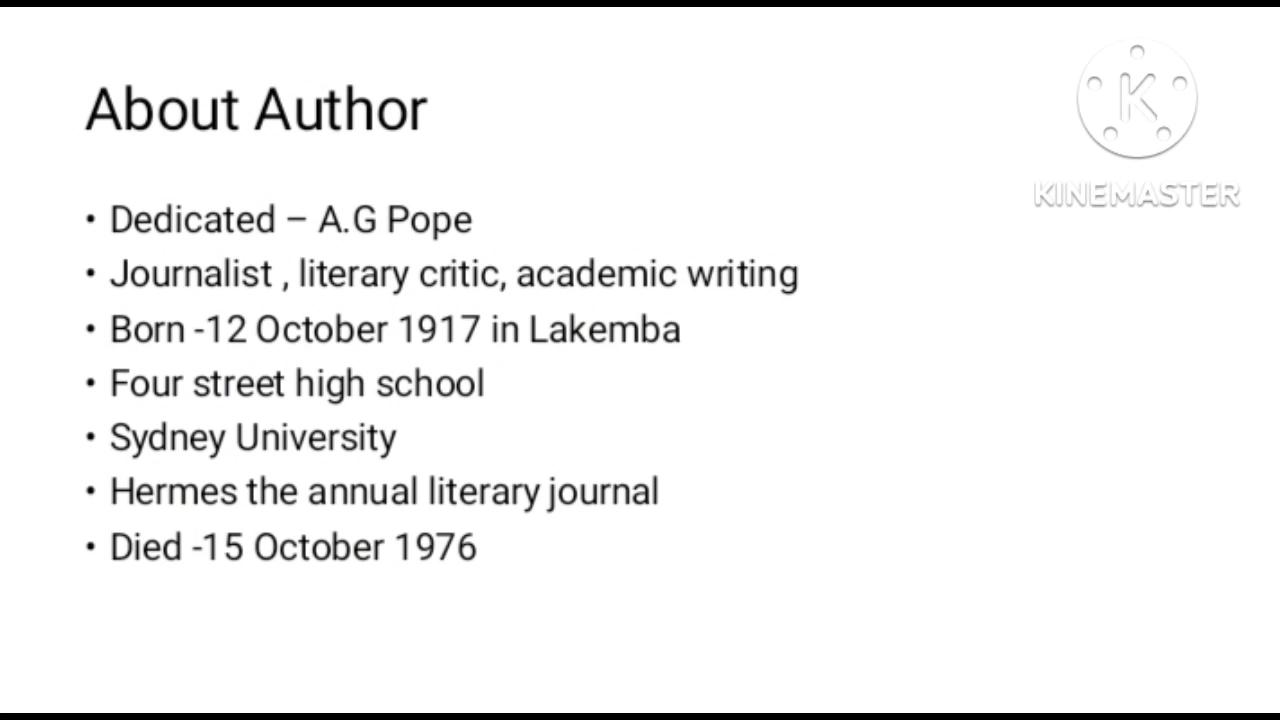 About Author
KINEMASTER
• Dedicated – A.G Pope
• Journalist , literary critic, academic writing
• Born -12 October 1917 in Lakemba
• Four street high school
• Sydney University
• Hermes the annual literary journal
• Died -15 October 1976